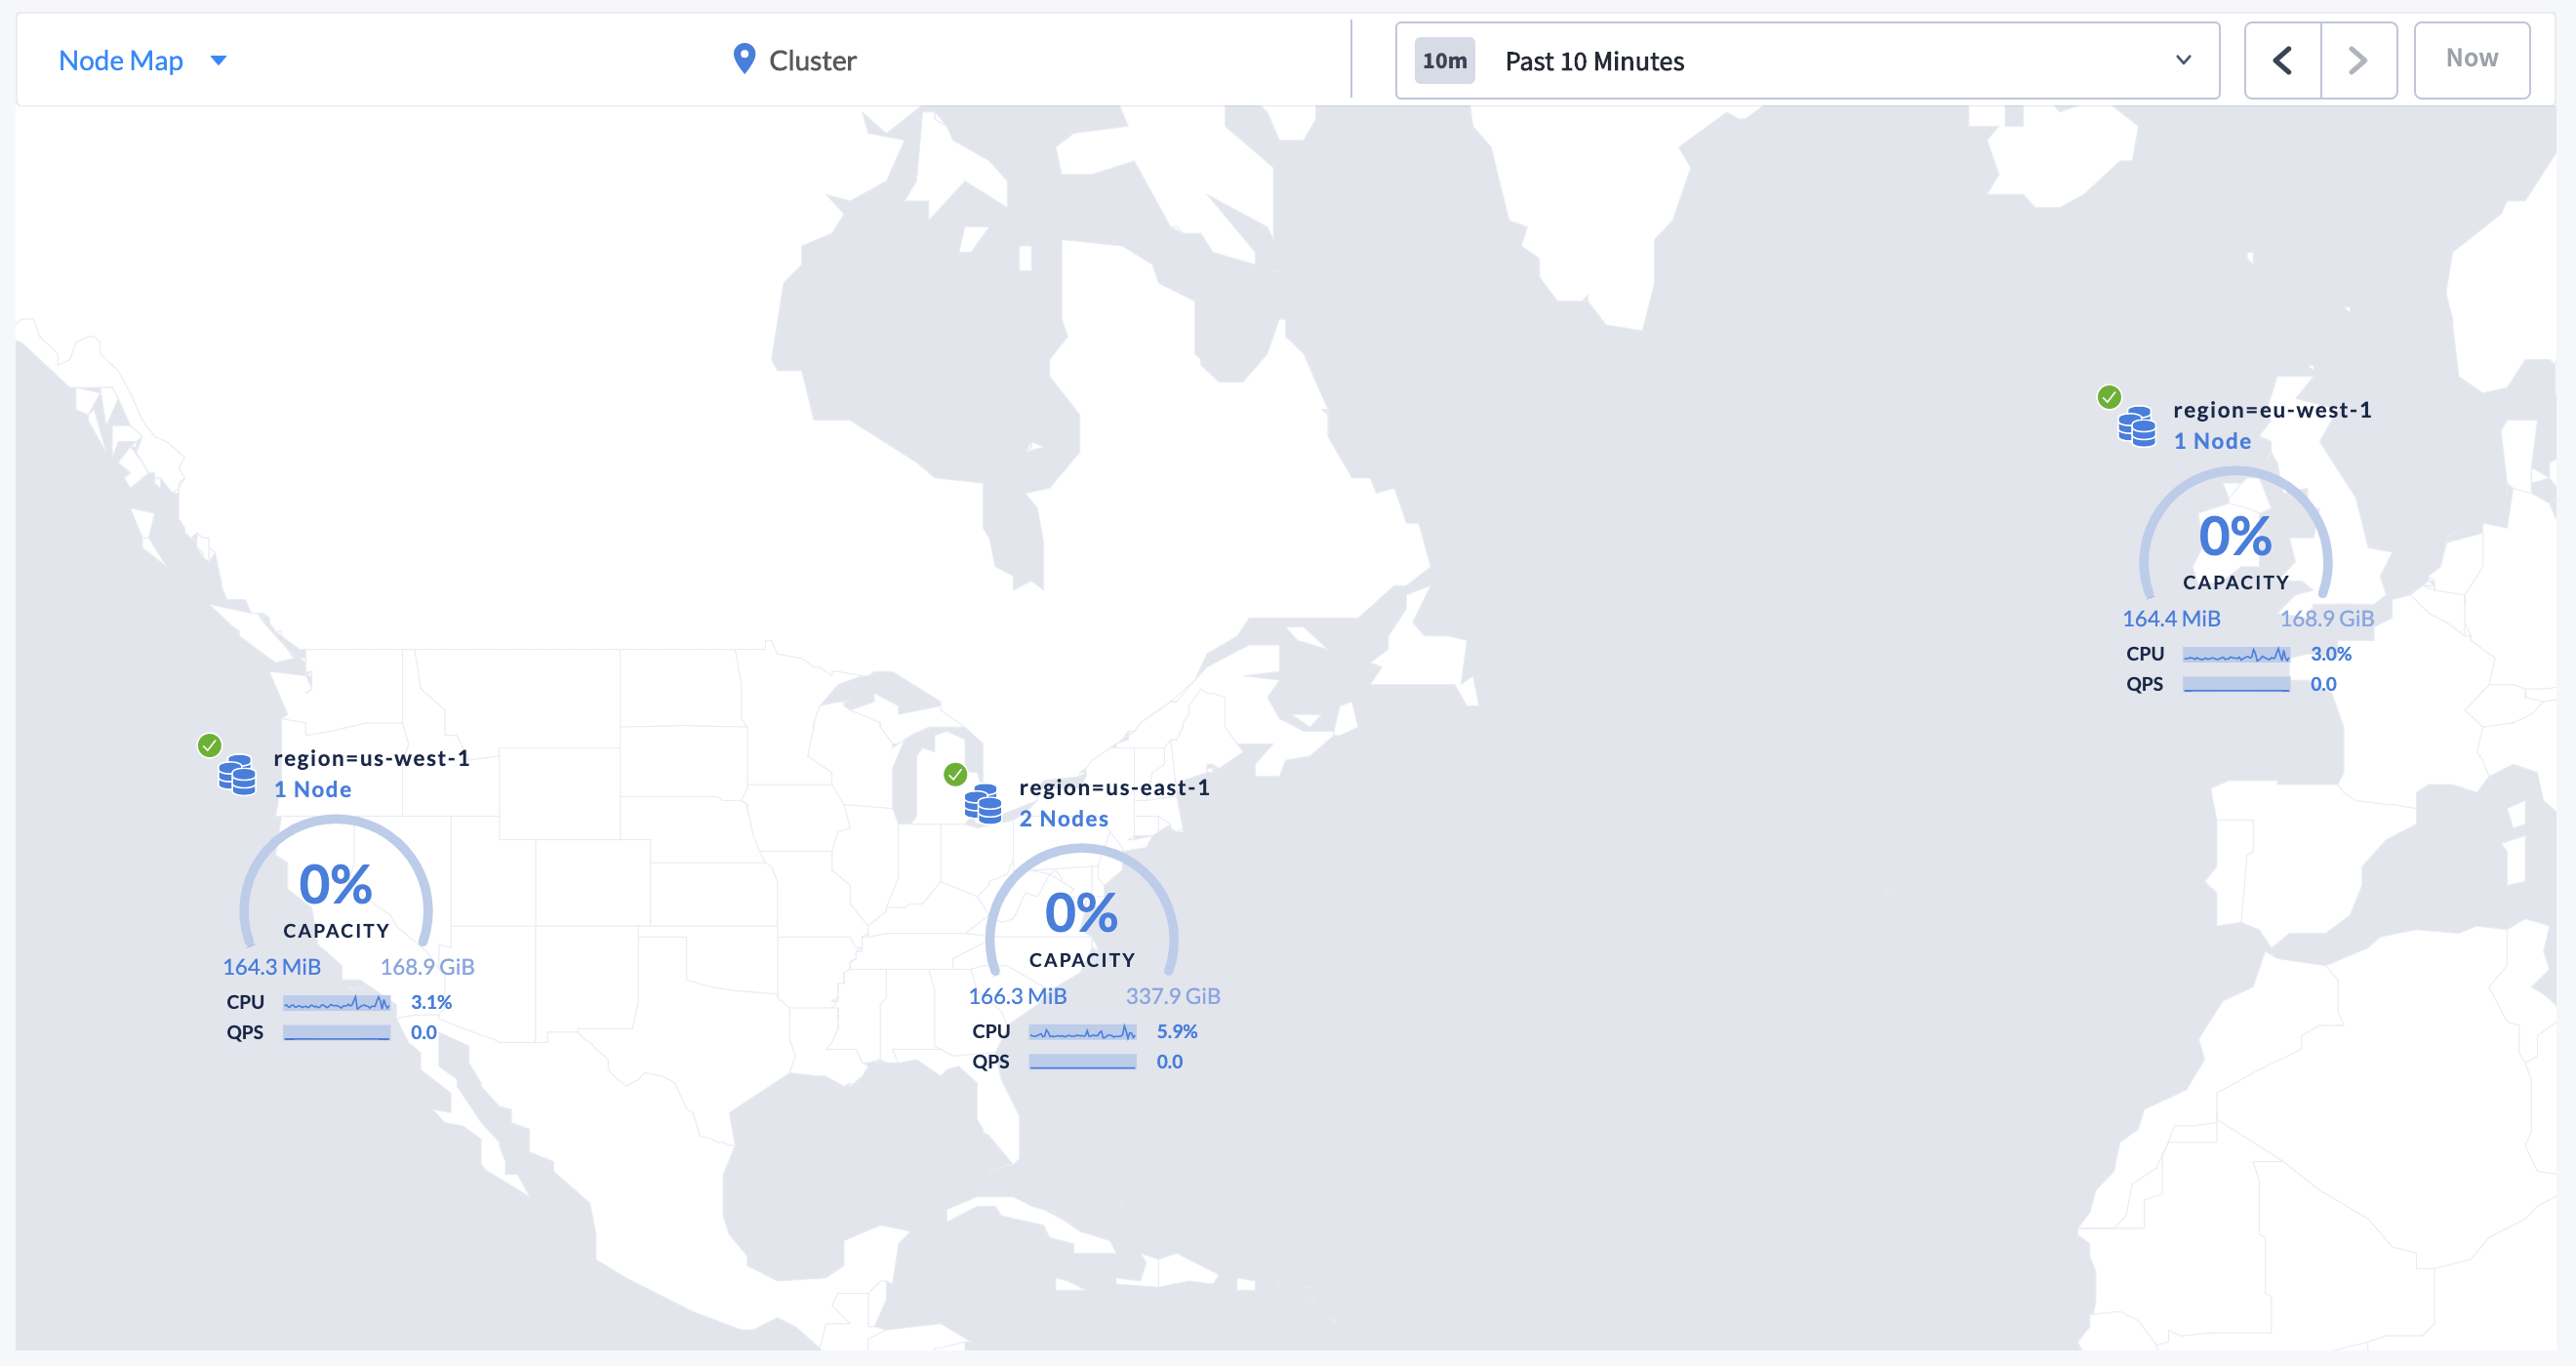 Node Map
Cluster
10m Past 10 Minutes
Now
region=eu-west-1
1 Node
0%
CAPACITY
164.4 MiB 168.9 GiB
CPU 3.0%
QPS 0.0
region=us-west-1
1 Node
0%
CAPACITY
164.3 MiB 168.9 GiB
CPU 3.1%
QPS 0.0
region=us-east-1
2 Nodes
0%
CAPACITY
166.3 MiB 337.9 GiB
CPU 5.9%
QPS 0.0